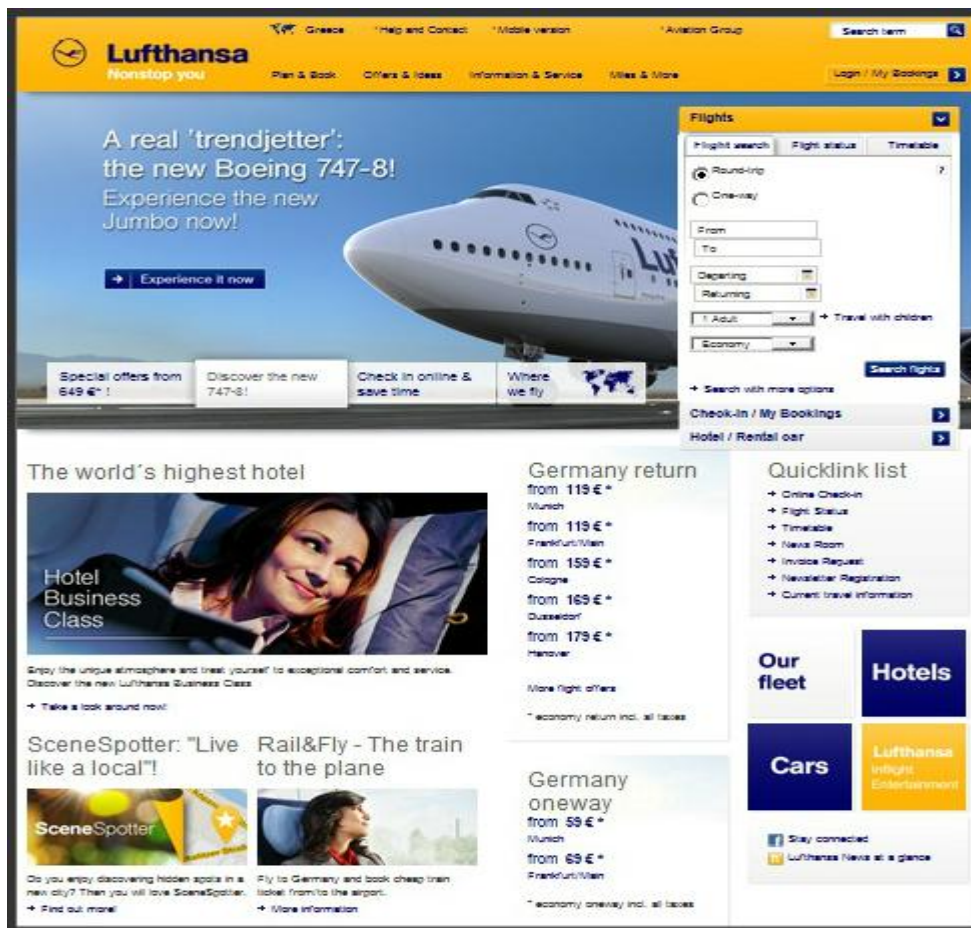 Greece
Help and Contact
Mobile version
Aviation Group
Search term
Lufthansa
Nonstop you
Plan & Book
Offers & Ideas
Information & Service
Miles & More
Login / My Bookings
A real 'trendjetter':
the new Boeing 747-8!
Experience the new
Jumbo now!
Experience it now
Special offers from
649 €* !
Discover the new
747-8!
Check in online &
save time
Where
we fly
Luf
Flights
Flight search
Flight status
Timetable
Round-trip
?
One-way
From
To
Departing
Returning
1 Adult
Travel with children
Economy
Search flights
Search with more options
Check-in / My Bookings
Hotel / Rental car
The world´s highest hotel
Hotel
Business
Class
Enjoy the unique atmosphere and treat yourself to exceptional comfort and service.
Discover the new Lufthansa Business Class
Take a look around now!
SceneSpotter: "Live
like a local"!
SceneSpotter
Do you enjoy discovering hidden spots in a
new city? Then you will love SceneSpotter.
Find out more!
Rail&Fly - The train
to the plane
Fly to Germany and book cheap train
ticket from/to the airport.
More information
Germany return
from 119 € *
Munich
from 119 € *
Frankfurt/Main
from 159 € *
Cologne
from 169 € *
Dusseldorf
from 179 € *
Hanover
More flight offers
* economy return incl. all taxes
Germany
oneway
from 59 € *
Munich
from 69 € *
Frankfurt/Main
* economy oneway incl. all taxes
Quicklink list
Online Check-in
Flight Status
Timetable
News Room
Invoice Request
Newsletter Registration
Current travel information
Our
fleet
Hotels
Cars
Lufthansa
Inflight
Entertainment
Stay connected
Lufthansa News at a glance